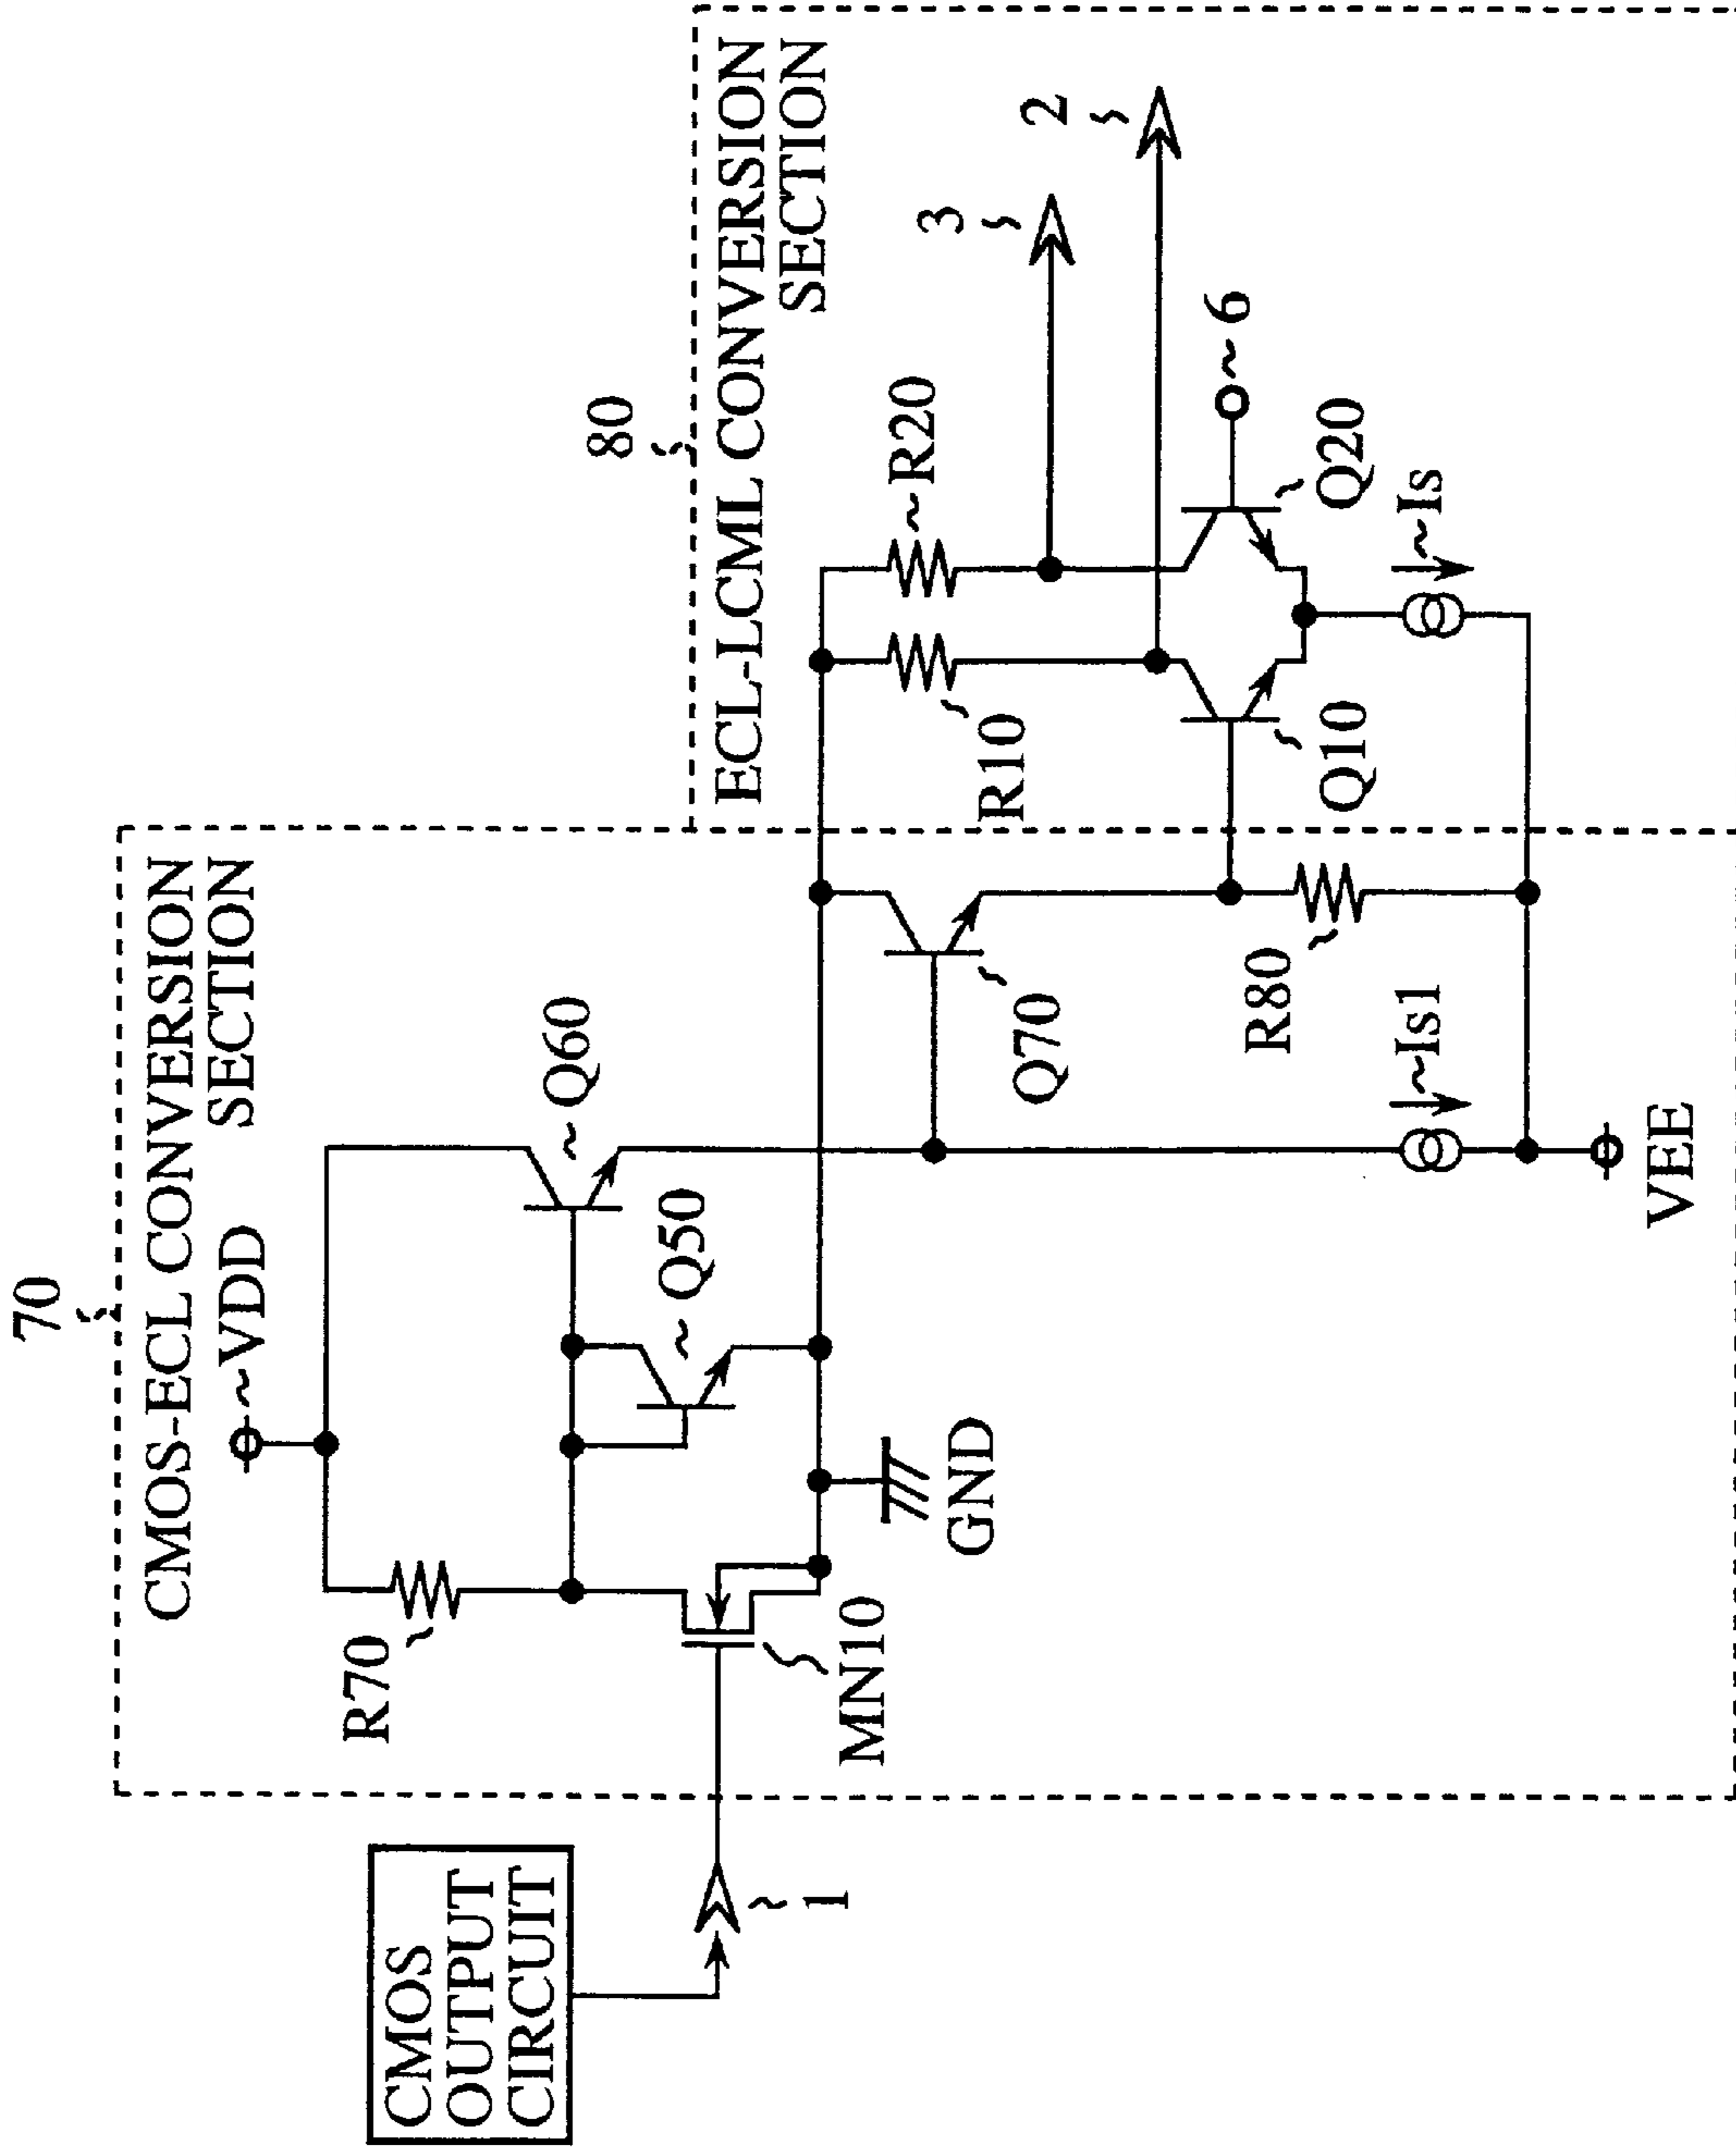 70
CMOS-ECL CONVERSION
SECTION
VDD
R70
Q60
Q50
MN10
GND
CMOS
OUTPUT
CIRCUIT
1
Q70
R80
Is1
VEE
80
ECL-LCML CONVERSION
SECTION
R20
R10
3
2
6
Q10
Q20
Is